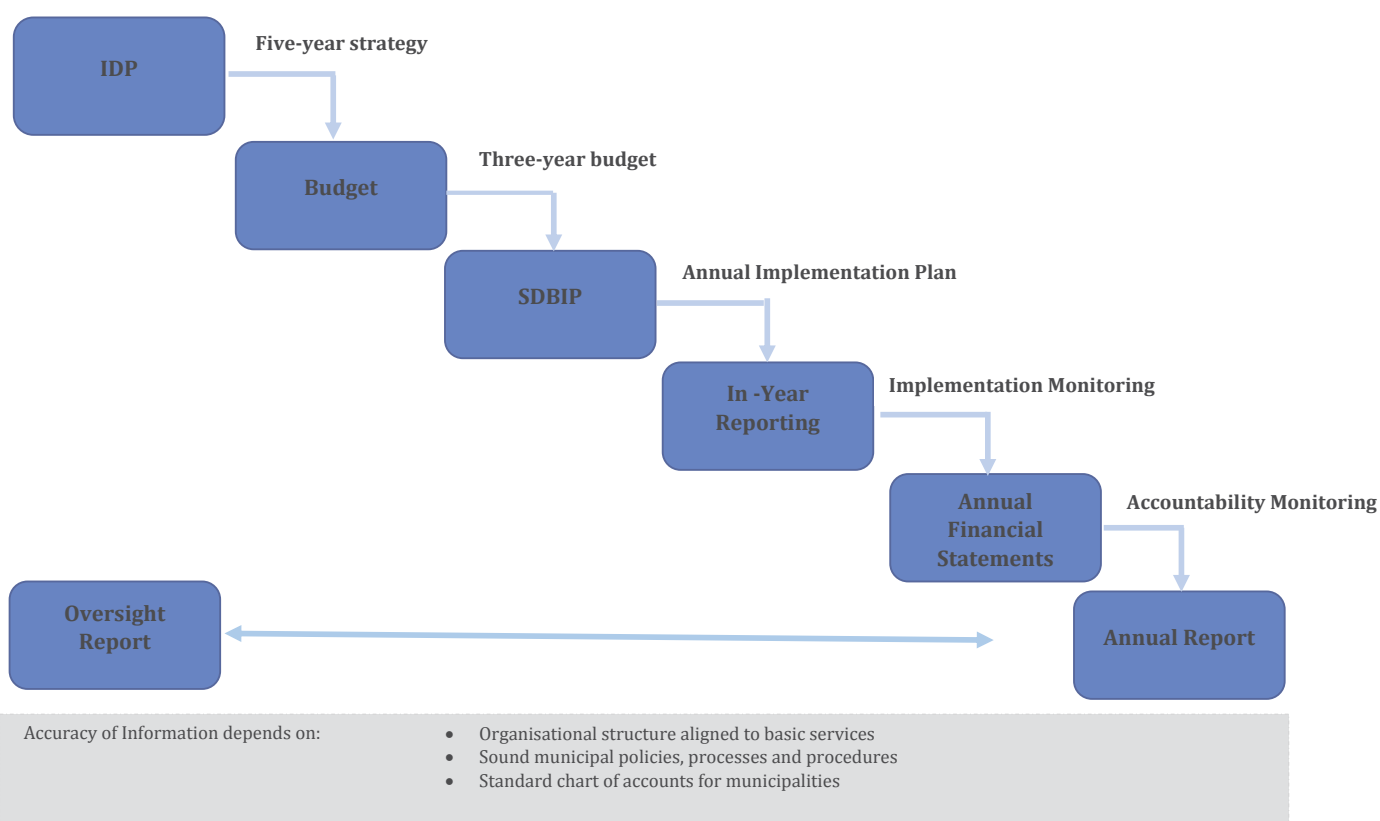 IDP
Five-year strategy
Budget
Three-year budget
SDBIP
Annual Implementation Plan
In -Year
Reporting
Implementation Monitoring
Annual
Financial
Statements
Accountability Monitoring
Oversight
Report
Annual Report
Accuracy of Information depends on:
• Organisational structure aligned to basic services
• Sound municipal policies, processes and procedures
• Standard chart of accounts for municipalities